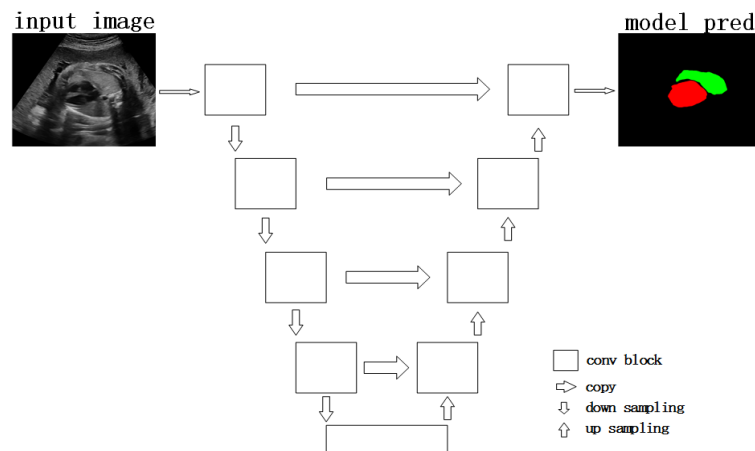 input image
model pred
conv block
copy
down sampling
up sampling